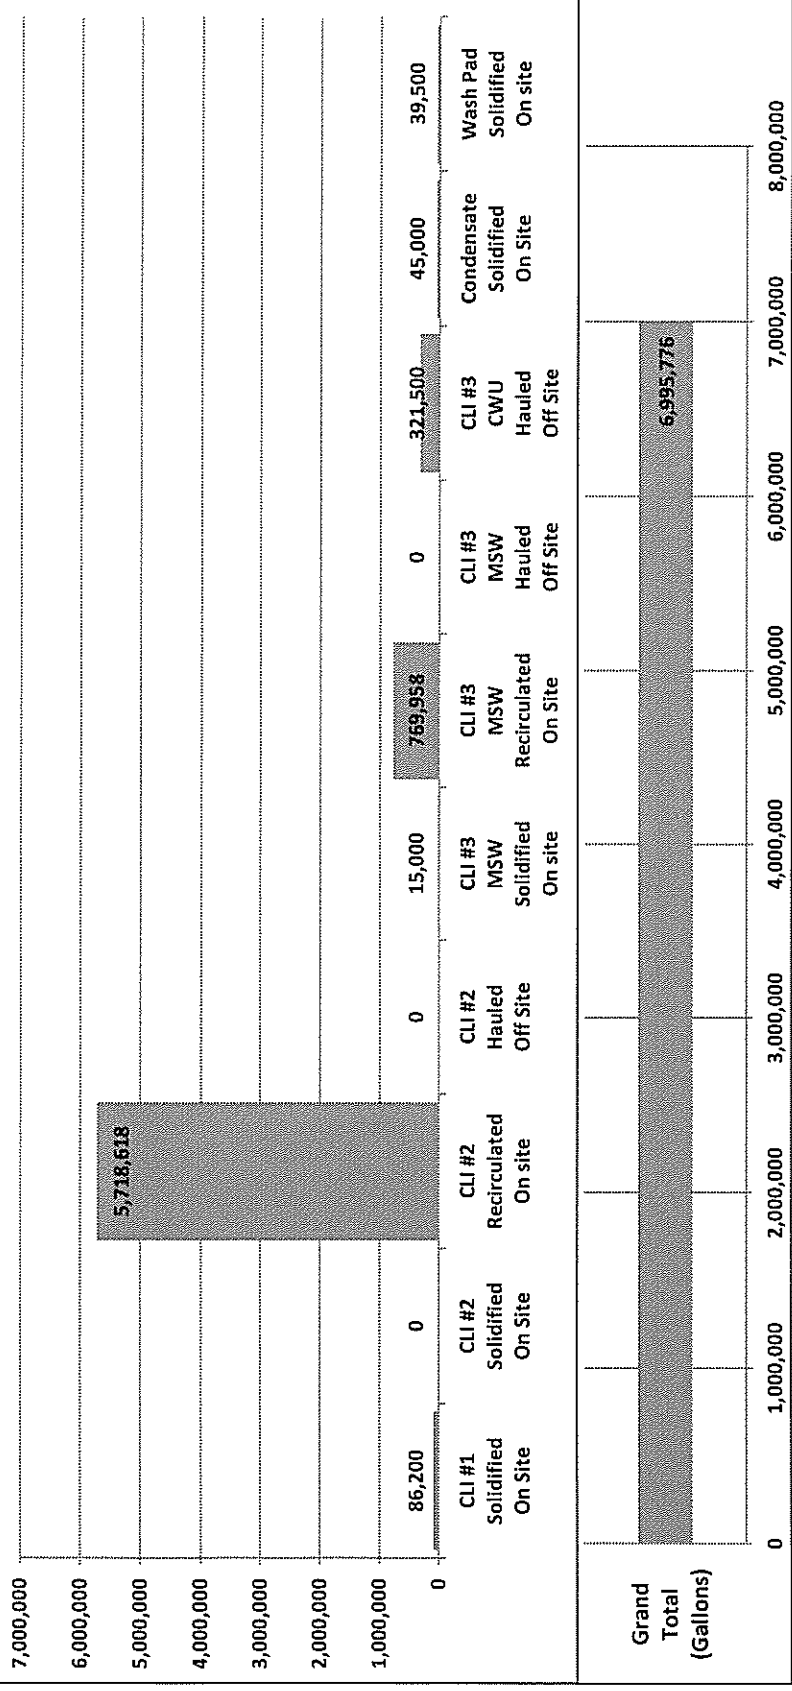 7,000,000
6,000,000
5,000,000
4,000,000
3,000,000
2,000,000
1,000,000
0
86,200
0
5,718,618
0
15,000
769,958
0
321,500
45,000
39,500
CLI #1
Solidified
On Site
CLI #2
Solidified
On Site
CLI #2
Recirculated
On site
CLI #2
Hauled
Off Site
CLI #3
MSW
Solidified
On site
CLI #3
MSW
Recirculated
On Site
CLI #3
MSW
Hauled
Off Site
CLI #3
CWU
Hauled
Off Site
Condensate
Solidified
On Site
Wash Pad
Solidified
On site
Grand
Total
(Gallons)
6,995,776
0
1,000,000
2,000,000
3,000,000
4,000,000
5,000,000
6,000,000
7,000,000
8,000,000